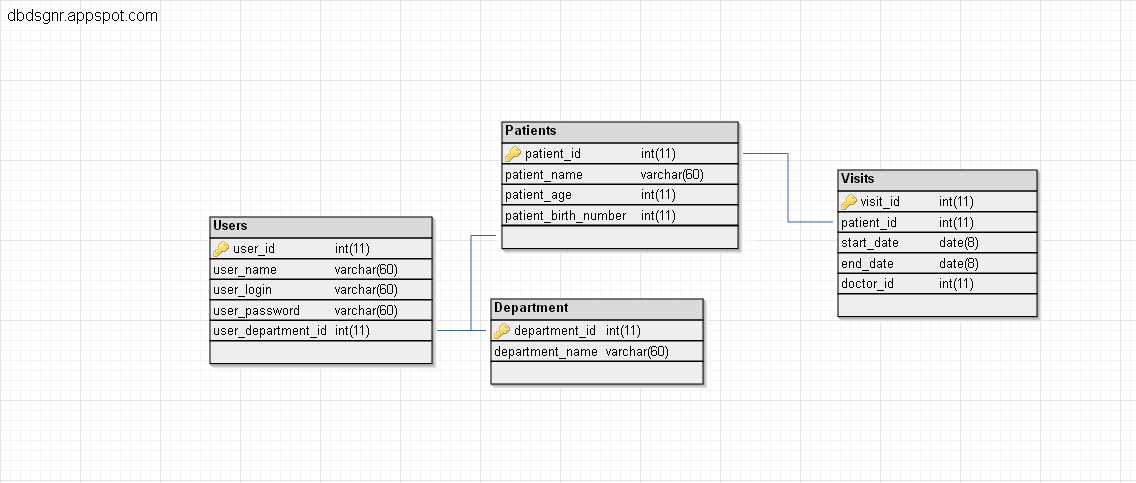 dbdsgnr.appspot.com
Patients
patient_id int(11)
patient_name varchar(60)
patient_age int(11)
patient_birth_number int(11)
Visits
visit_id int(11)
patient_id int(11)
start_date date(8)
end_date date(8)
doctor_id int(11)
Users
user_id int(11)
user_name varchar(60)
user_login varchar(60)
user_password varchar(60)
user_department_id int(11)
Department
department_id int(11)
department_name varchar(60)